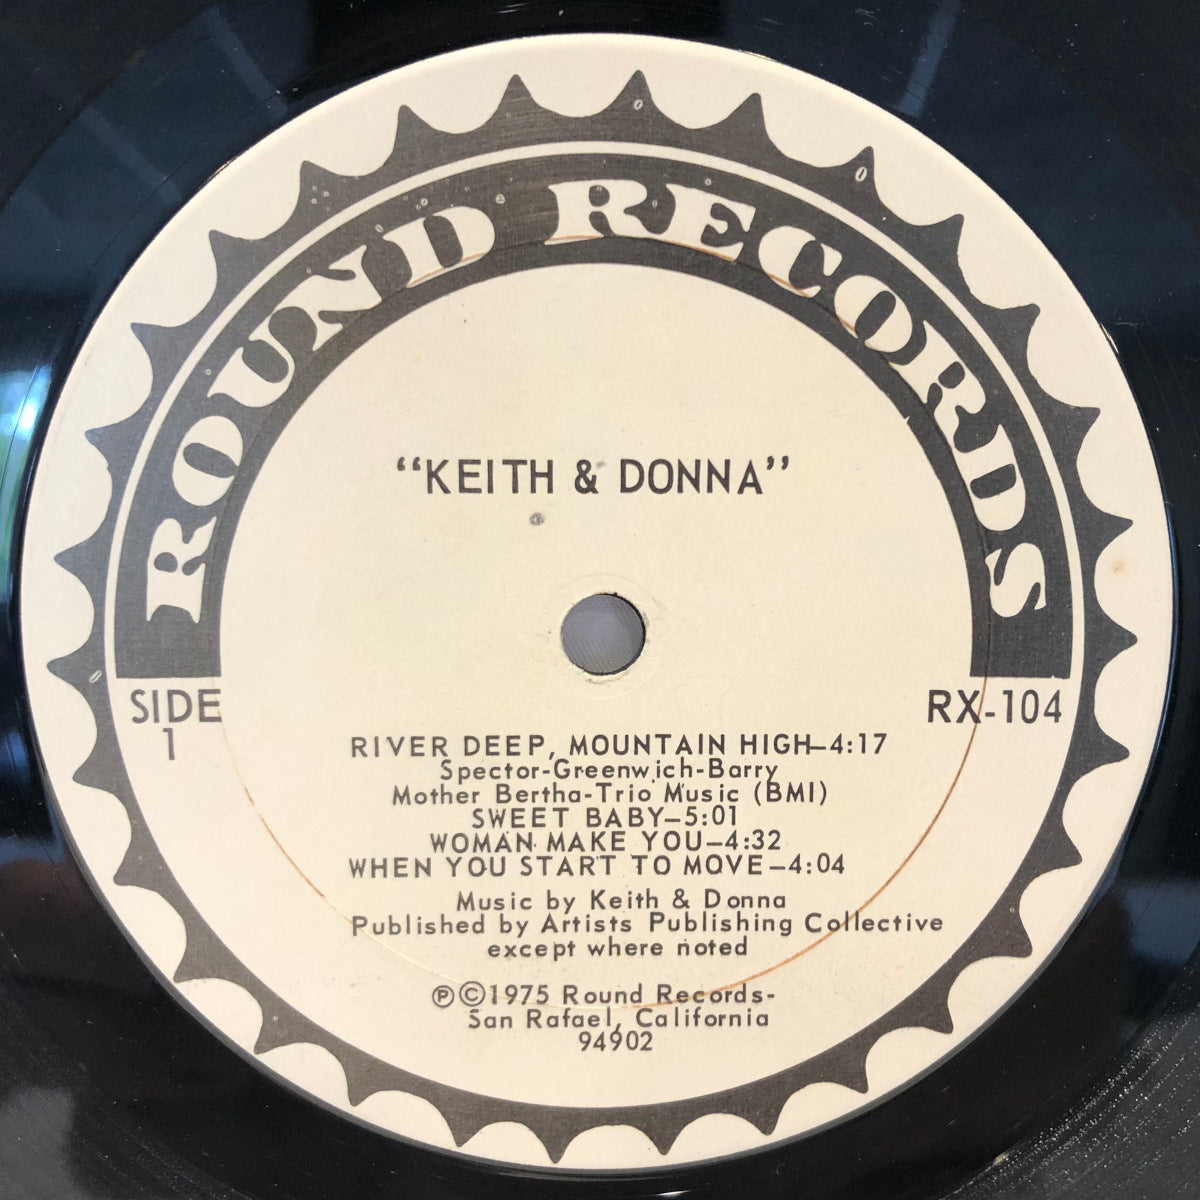 ROUND RECORDS
“KEITH & DONNA”
SIDE
1
RX-104
RIVER DEEP, MOUNTAIN HIGH—4:17
Spector-Greenwich-Barry
Mother Bertha-Trio Music (BMI)
SWEET BABY—5:01
WOMAN MAKE YOU—4:32
WHEN YOU START TO MOVE—4:04
Music by Keith & Donna
Published by Artists Publishing Collective
except where noted
℗©1975 Round Records-
San Rafael, California
94902